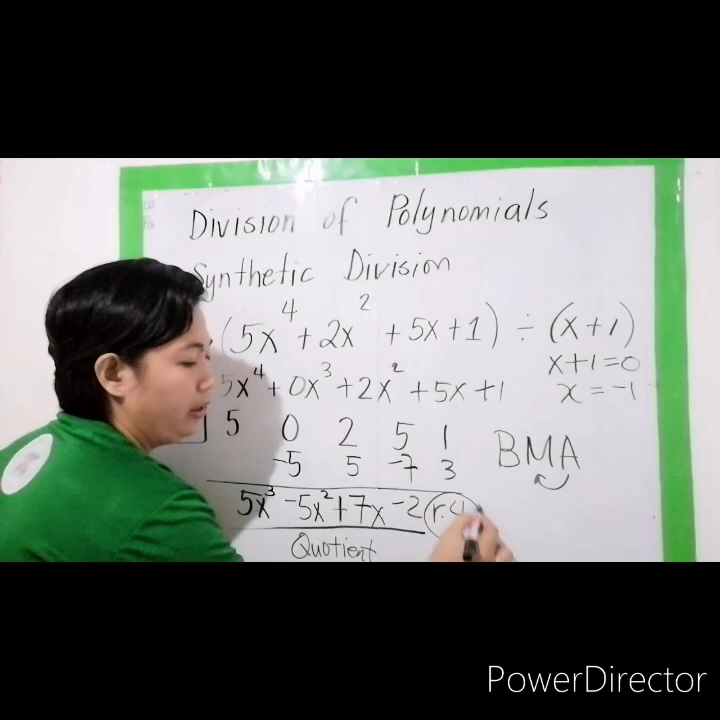 Division of Polynomials
Synthetic Division
(5x⁴ + 2x² + 5x + 1) ÷ (x + 1)
x + 1 = 0
5x⁴ + 0x³ + 2x² + 5x + 1
x = -1
5 0 2 5 1
BMA
-5 5 -7 3
5x³ - 5x² + 7x - 2 r.4
Quotient
PowerDirector